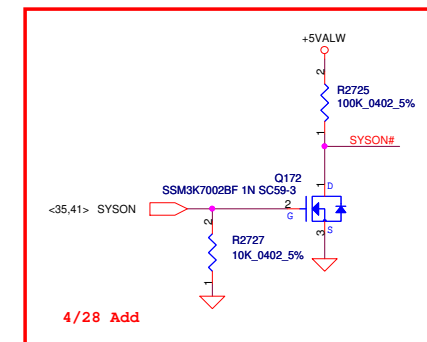 +5VALW
2
R2725
100K_0402_5%
1
SYSON#
Q172
SSM3K7002BF 1N SC59-3
1
D
<35,41> SYSON
2
G
3
S
2
R2727
10K_0402_5%
1
4/28 Add